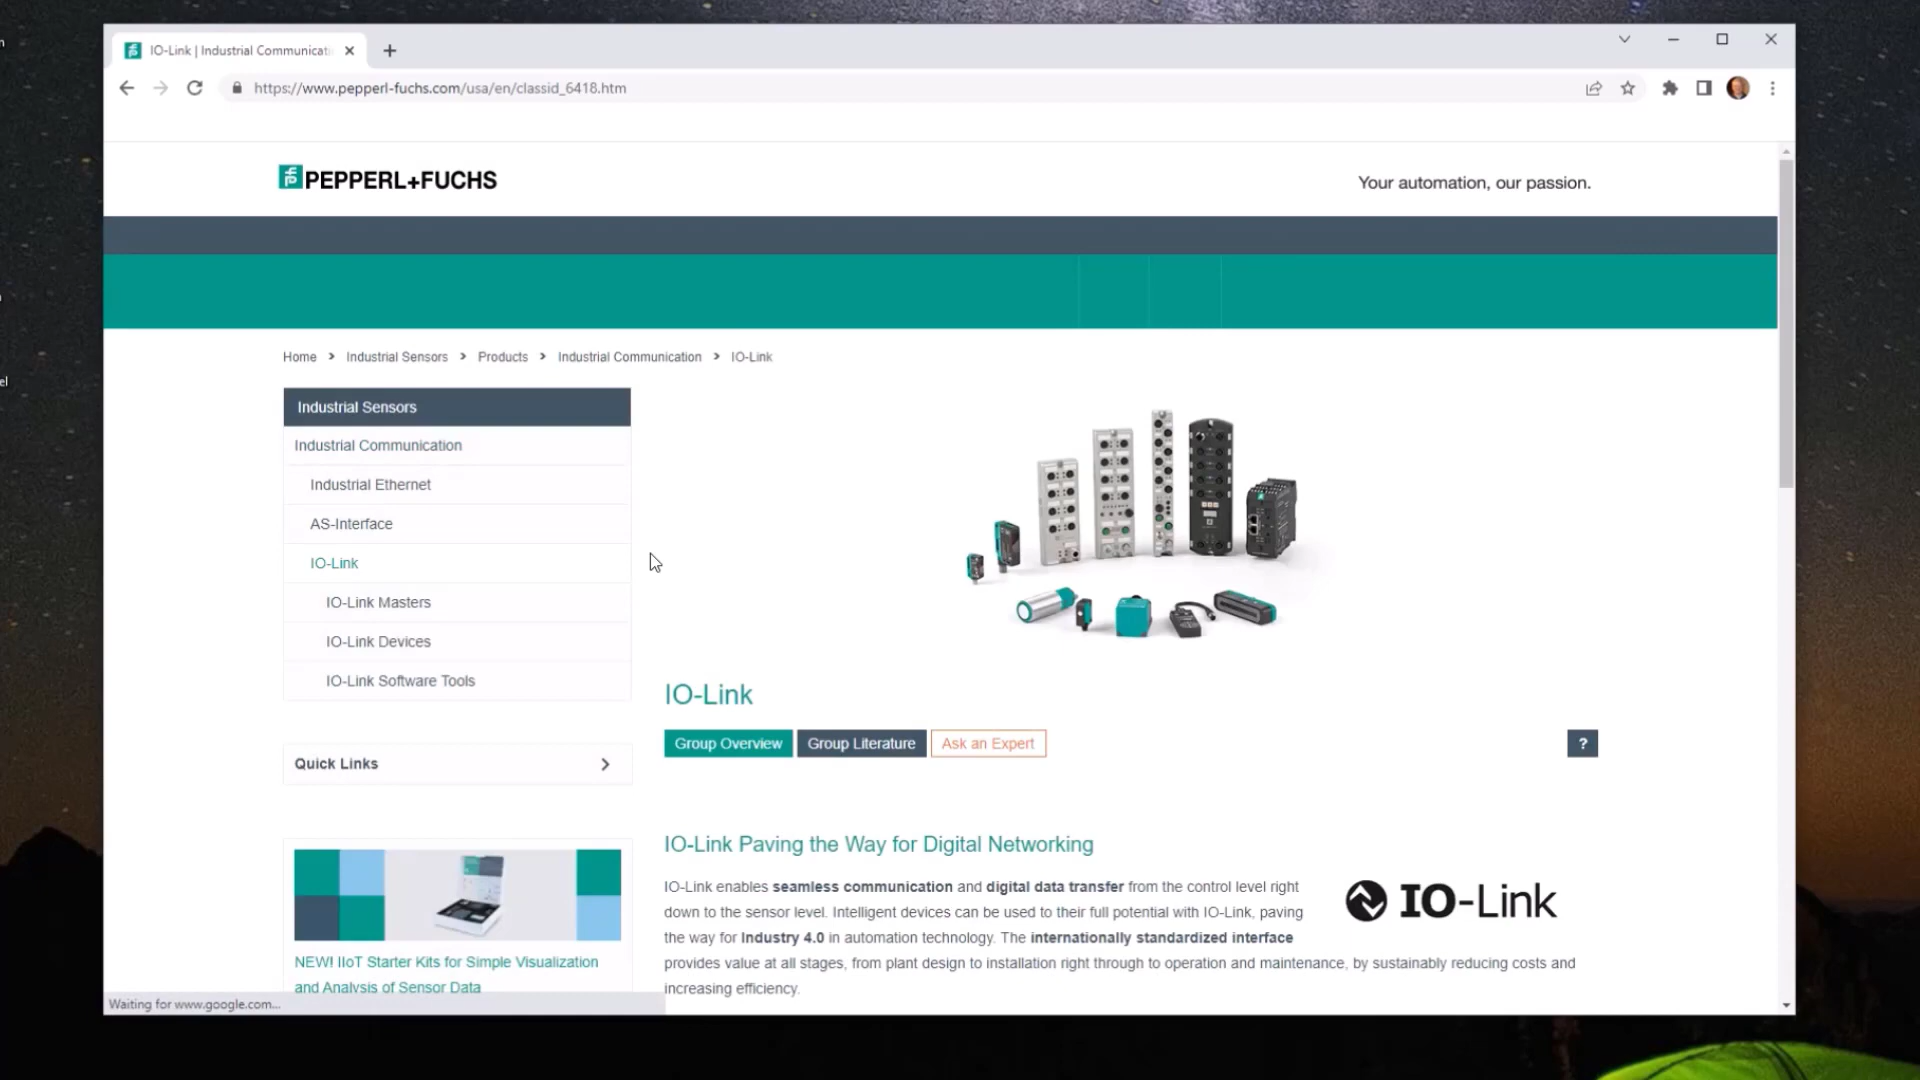 IO-Link | Industrial Communicati
https://www.pepperl-fuchs.com/usa/en/classid_6418.htm
PEPPERL+FUCHS
Your automation, our passion.
Home > Industrial Sensors > Products > Industrial Communication > IO-Link
Industrial Sensors
Industrial Communication
Industrial Ethernet
AS-Interface
IO-Link
IO-Link Masters
IO-Link Devices
IO-Link Software Tools
Quick Links
NEW! IIoT Starter Kits for Simple Visualization
and Analysis of Sensor Data
IO-Link
Group Overview Group Literature Ask an Expert ?
IO-Link Paving the Way for Digital Networking
IO-Link enables seamless communication and digital data transfer from the control level right
down to the sensor level. Intelligent devices can be used to their full potential with IO-Link, paving
the way for Industry 4.0 in automation technology. The internationally standardized interface
provides value at all stages, from plant design to installation right through to operation and maintenance, by sustainably reducing costs and
increasing efficiency.
IO-Link
Waiting for www.google.com...